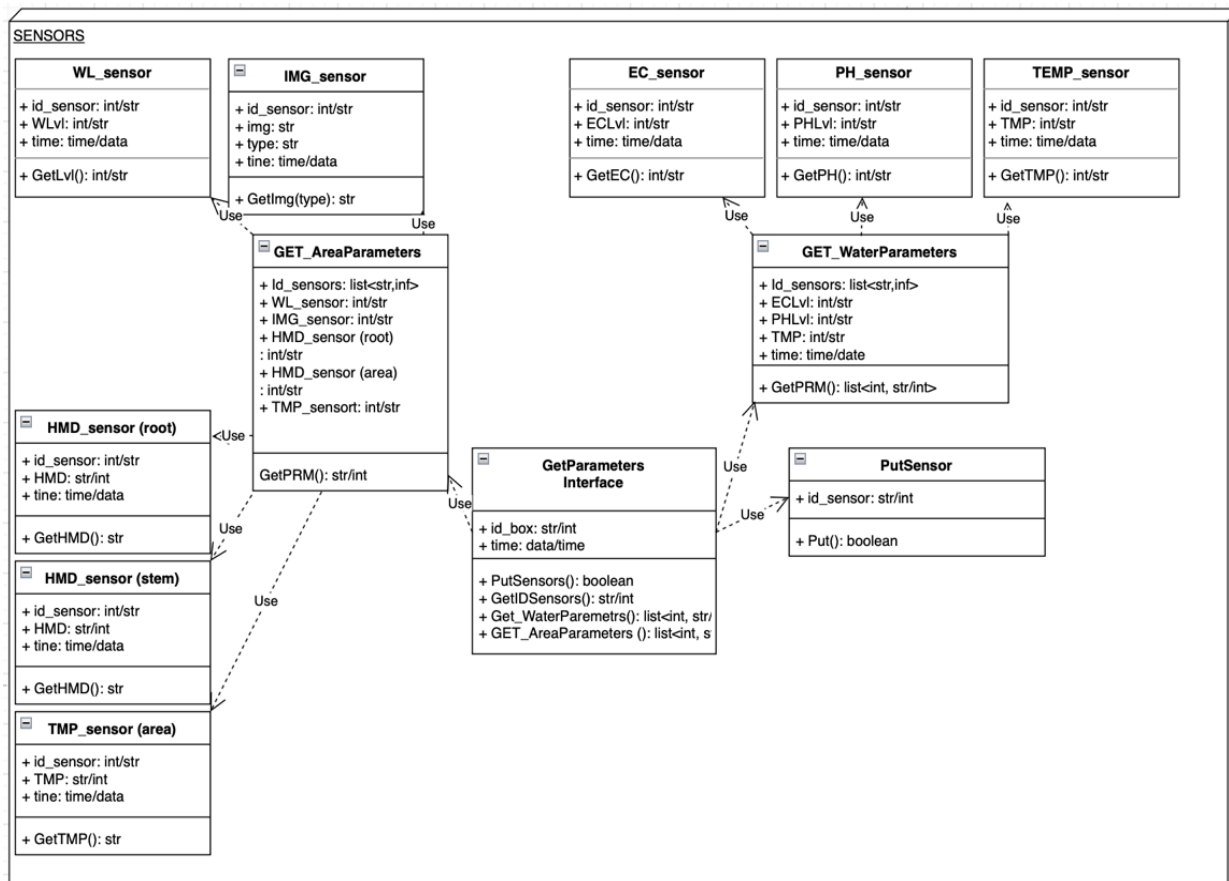 SENSORS
WL_sensor
+ id_sensor: int/str
+ WLvl: int/str
+ time: time/data
+ GetLvl(): int/str
IMG_sensor
+ id_sensor: int/str
+ img: str
+ type: str
+ tine: time/data
+ GetImg(type): str
EC_sensor
+ id_sensor: int/str
+ ECLvl: int/str
+ time: time/data
+ GetEC(): int/str
PH_sensor
+ id_sensor: int/str
+ PHLvl: int/str
+ time: time/data
+ GetPH(): int/str
TEMP_sensor
+ id_sensor: int/str
+ TMP: int/str
+ time: time/data
+ GetTMP(): int/str
Use
Use
Use
GET_AreaParameters
+ Id_sensors: list<str,inf>
+ WL_sensor: int/str
+ IMG_sensor: int/str
+ HMD_sensor (root)
: int/str
+ HMD_sensor (area)
: int/str
+ TMP_sensort: int/str
GetPRM(): str/int
GET_WaterParameters
+ Id_sensors: list<str,inf>
+ ECLvl: int/str
+ PHLvl: int/str
+ TMP: int/str
+ time: time/date
+ GetPRM(): list<int, str/int>
HMD_sensor (root)
+ id_sensor: int/str
+ HMD: str/int
+ tine: time/data
+ GetHMD(): str
Use
Use
Use
Use
Use
Use
GetParameters
Interface
+ id_box: str/int
+ time: data/time
+ PutSensors(): boolean
+ GetIDSensors(): str/int
+ Get_WaterParemetrs(): list<int, str/
+ GET_AreaParameters (): list<int, s
PutSensor
+ id_sensor: str/int
+ Put(): boolean
HMD_sensor (stem)
+ id_sensor: int/str
+ HMD: str/int
+ tine: time/data
+ GetHMD(): str
TMP_sensor (area)
+ id_sensor: int/str
+ TMP: str/int
+ tine: time/data
+ GetTMP(): str